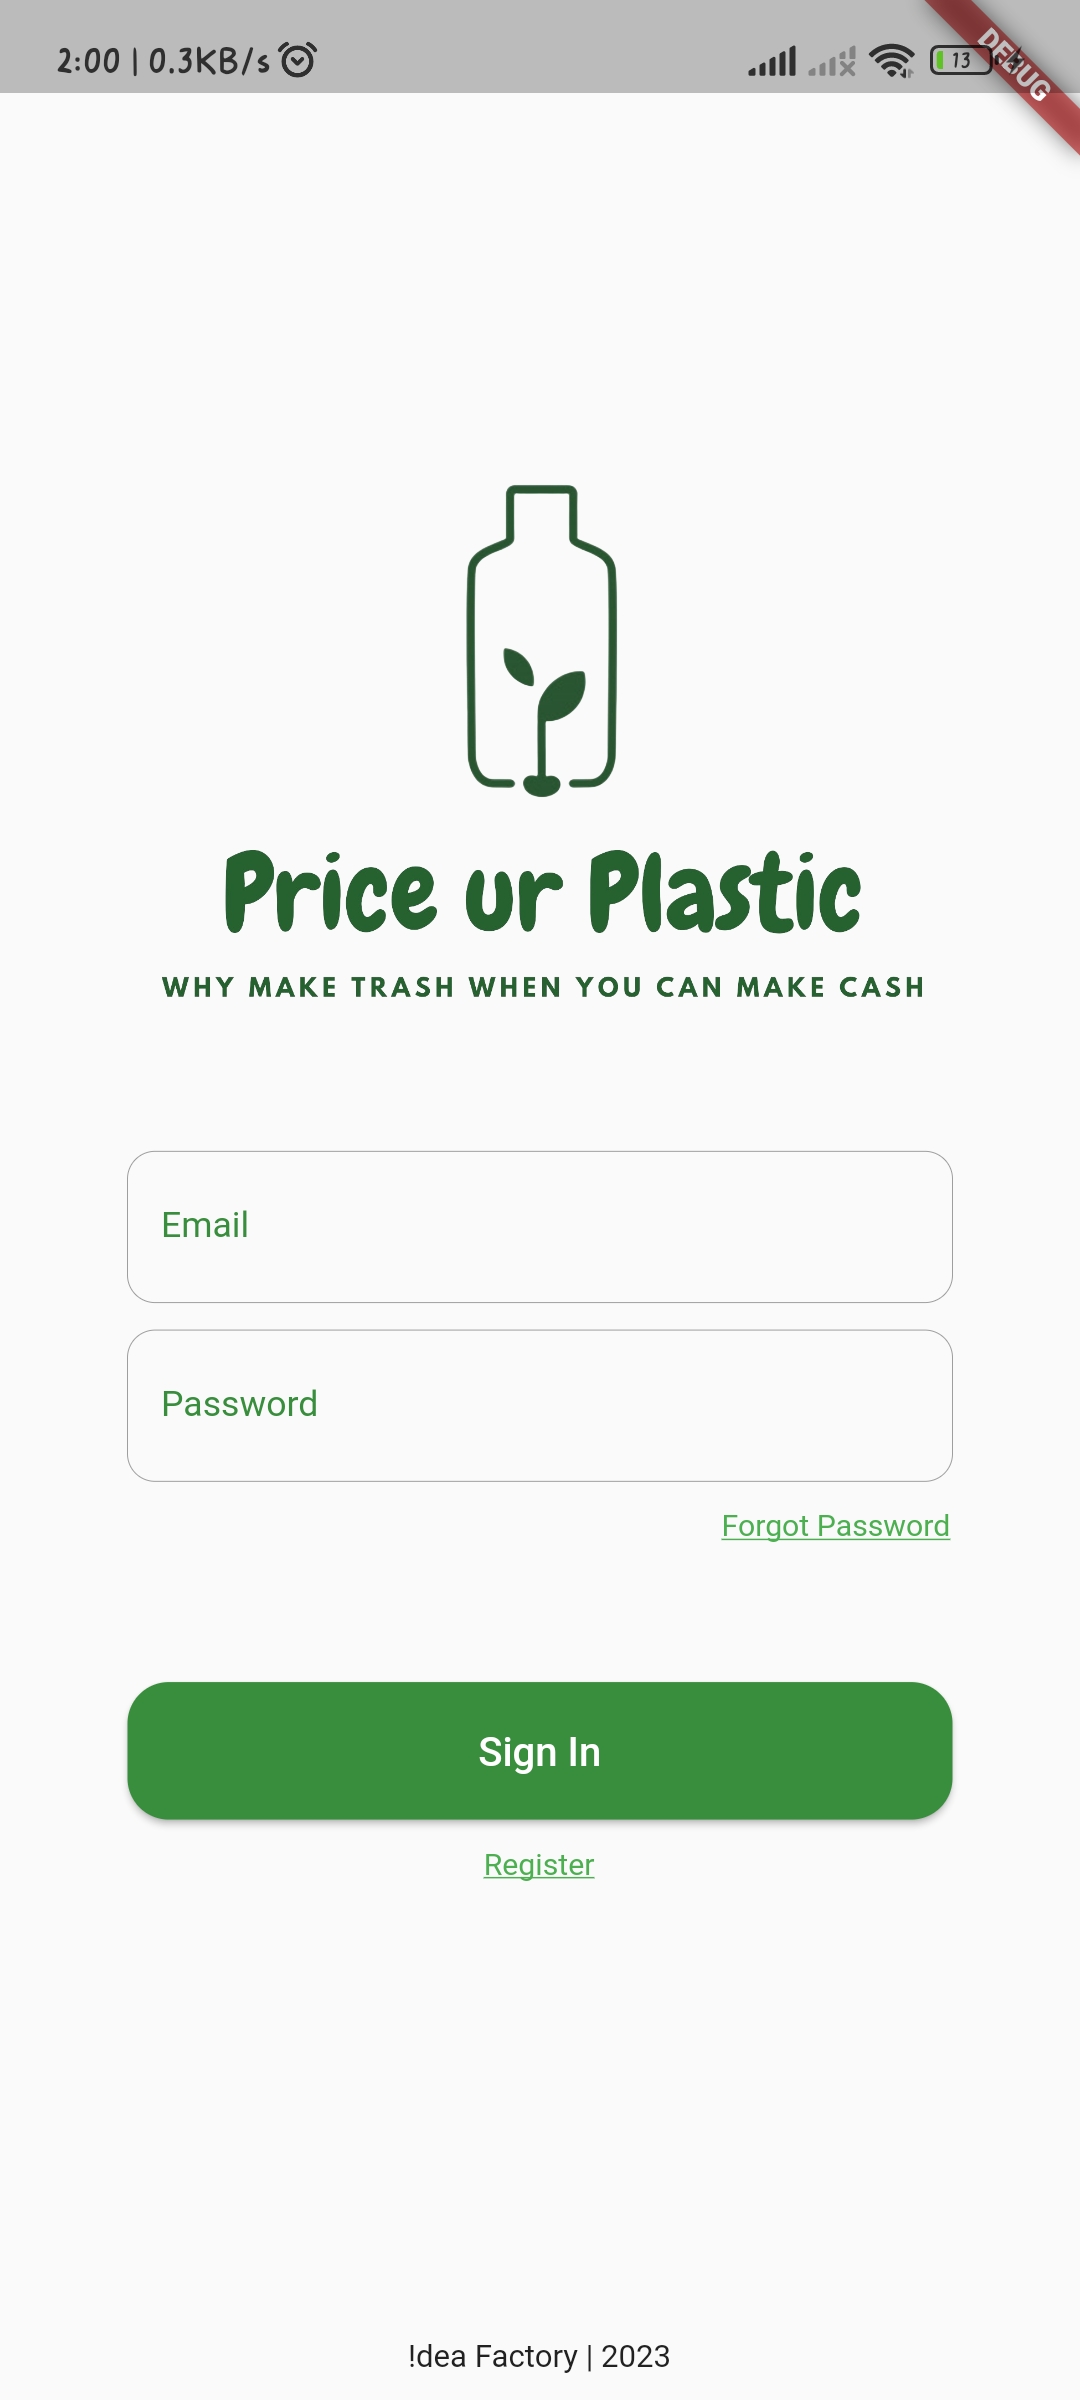 2:00 | 0.3KB/s
13
DEBUG
Price ur Plastic
WHY MAKE TRASH WHEN YOU CAN MAKE CASH
Email
Password
Forgot Password
Sign In
Register
!dea Factory | 2023